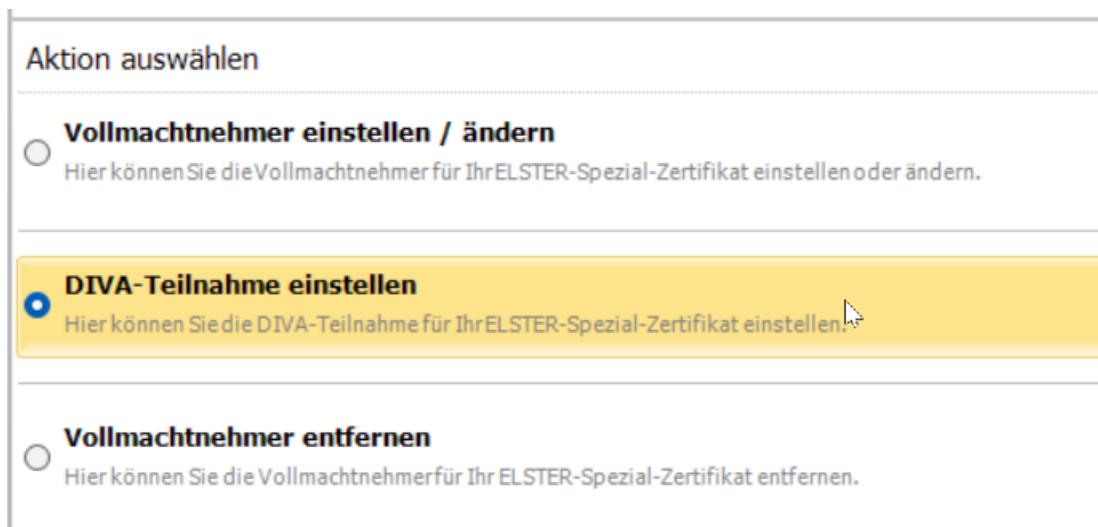 Aktion auswählen
Vollmachtnehmer einstellen / ändern
Hier können Sie die Vollmachtnehmer für Ihr ELSTER-Spezial-Zertifikat einstellen oder ändern.
DIVA-Teilnahme einstellen
Hier können Sie die DIVA-Teilnahme für Ihr ELSTER-Spezial-Zertifikat einstellen.
Vollmachtnehmer entfernen
Hier können Sie die Vollmachtnehmer für Ihr ELSTER-Spezial-Zertifikat entfernen.